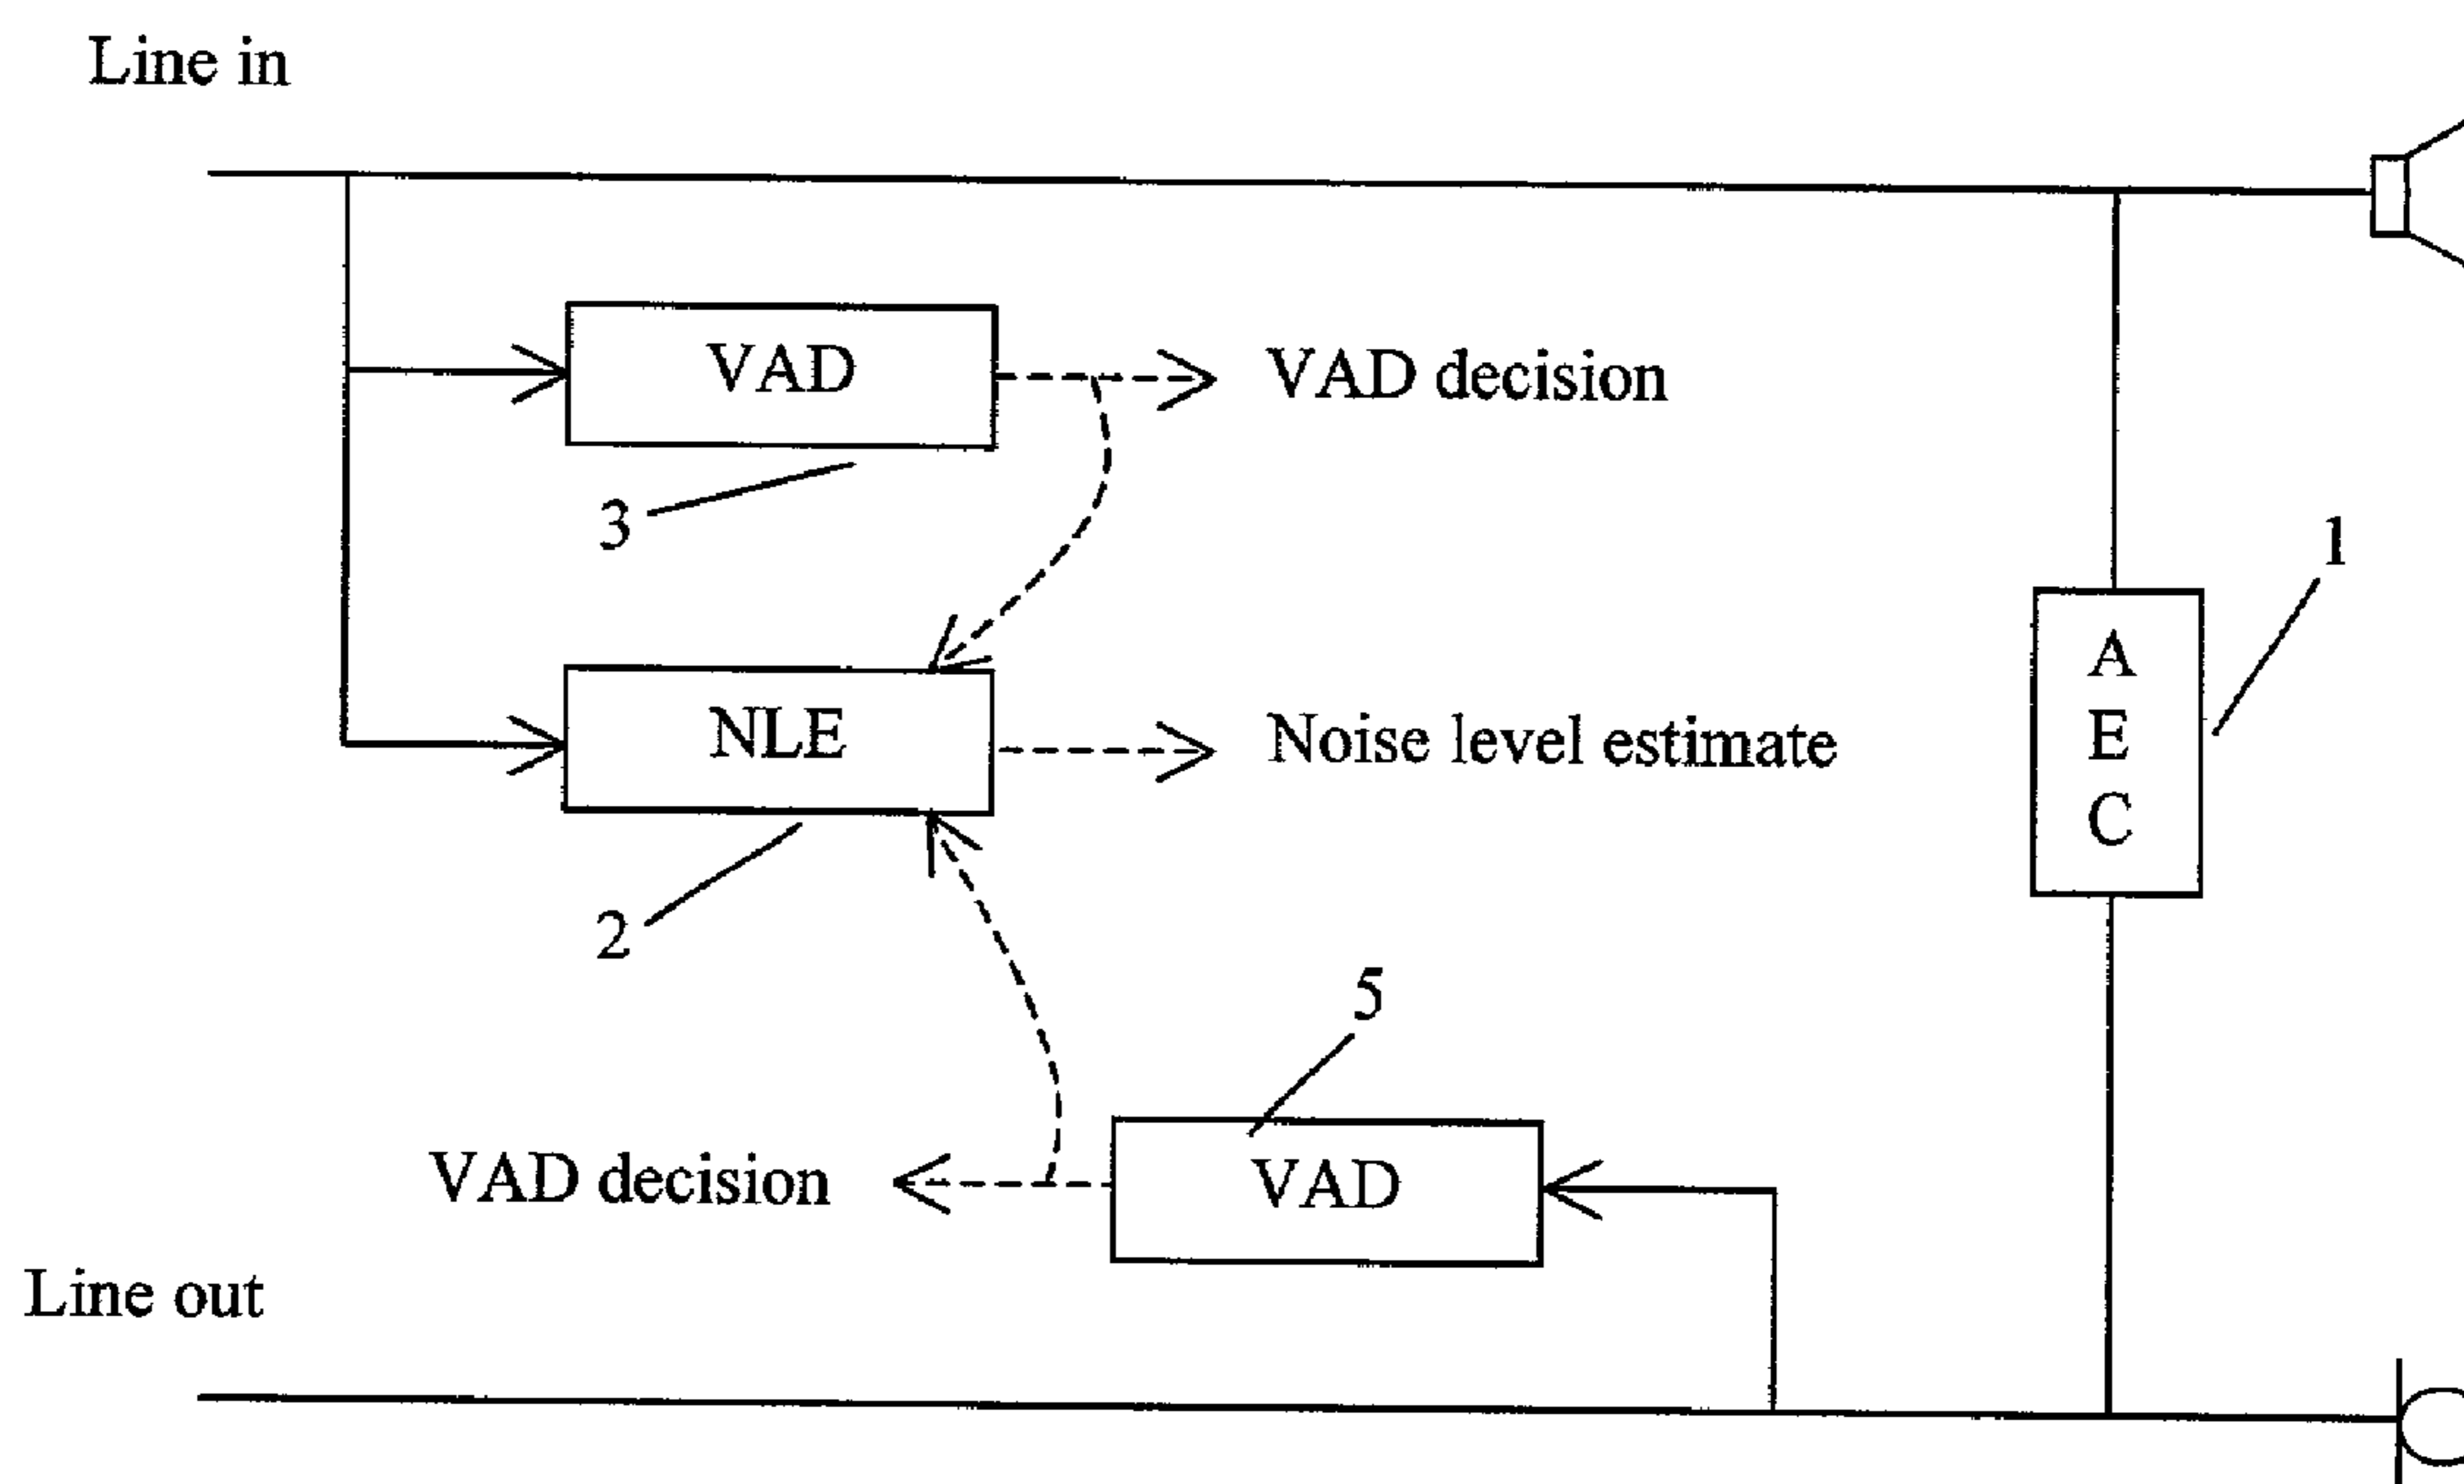 Line in
VAD
VAD decision
3
1
A
E
C
NLE
Noise level estimate
2
5
VAD decision
VAD
Line out